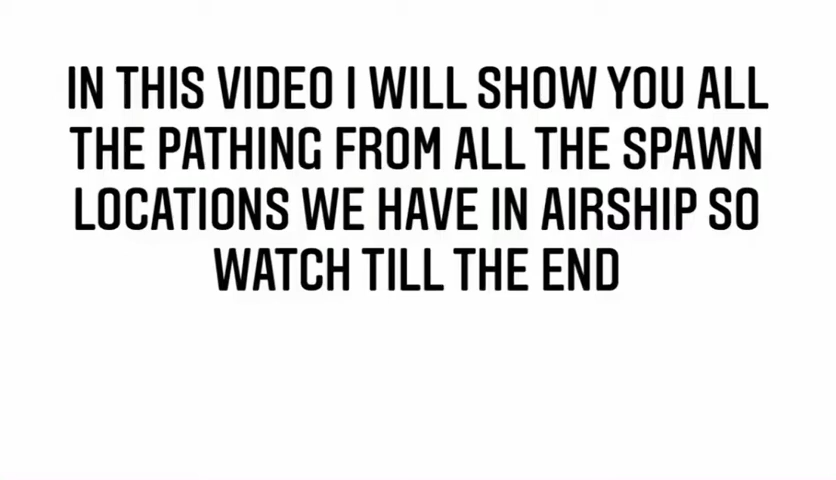 IN THIS VIDEO I WILL SHOW YOU ALL
THE PATHING FROM ALL THE SPAWN
LOCATIONS WE HAVE IN AIRSHIP SO
WATCH TILL THE END